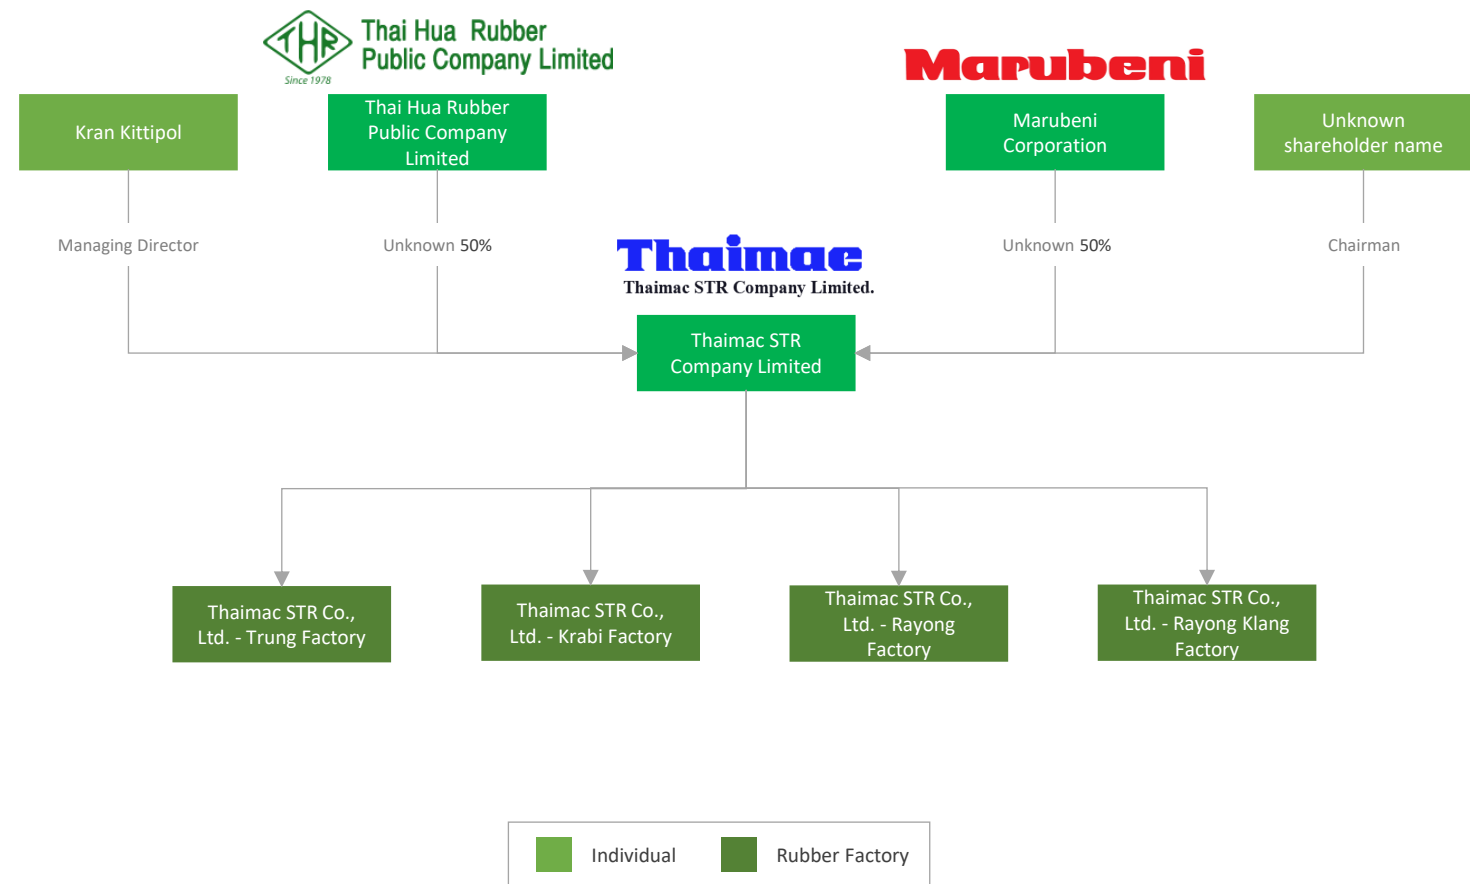 THR
Since 1978
Thai Hua Rubber
Public Company Limited
Marubeni
Kran Kittipol
Thai Hua Rubber
Public Company
Limited
Marubeni
Corporation
Unknown
shareholder name
Managing Director
Unknown 50%
Unknown 50%
Chairman
Thaimac
Thaimac STR Company Limited.
Thaimac STR
Company Limited
Thaimac STR Co.,
Ltd. - Trung Factory
Thaimac STR Co.,
Ltd. - Krabi Factory
Thaimac STR Co.,
Ltd. - Rayong
Factory
Thaimac STR Co.,
Ltd. - Rayong Klang
Factory
Individual
Rubber Factory